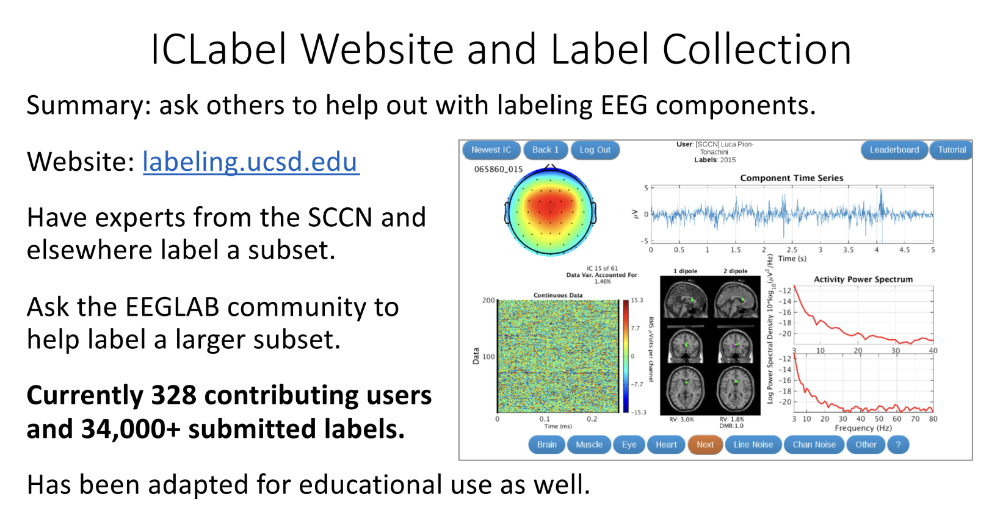 ICLabel Website and Label Collection
Summary: ask others to help out with labeling EEG components.
Website: labeling.ucsd.edu
Have experts from the SCCN and
elsewhere label a subset.
Ask the EEGLAB community to
help label a larger subset.
Currently 328 contributing users
and 34,000+ submitted labels.
Has been adapted for educational use as well.
Newest IC
Back 1
Log Out
User: [SCCN] Luca Pion-
Tonachini
Labels: 2015
Leaderboard
Tutorial
065860_015
IC 15 of 61
Data Var. Accounted For:
1.46%
Component Time Series
μV
5
0
−5
0 0.5 1 1.5 2 2.5 3 3.5 4 4.5 5
Time (s)
Continuous Data
Data
200
100
0 0.1 0.2
Time (ms)
15.3
7.7
0
-7.7
-15.3
RMS μVolts per channel
1 dipole
2 dipole
RV: 3.0%
RV: 1.8%
DMR:1.0
Activity Power Spectrum
Log Power Spectral Density 10*log10(μV2/Hz)
−12
−14
−16
−18
−20
3 10 20 30 40
−12
−14
−16
−18
−20
3 10 20 30 40 50 60 70 80
Frequency (Hz)
Brain
Muscle
Eye
Heart
Next
Line Noise
Chan Noise
Other
?